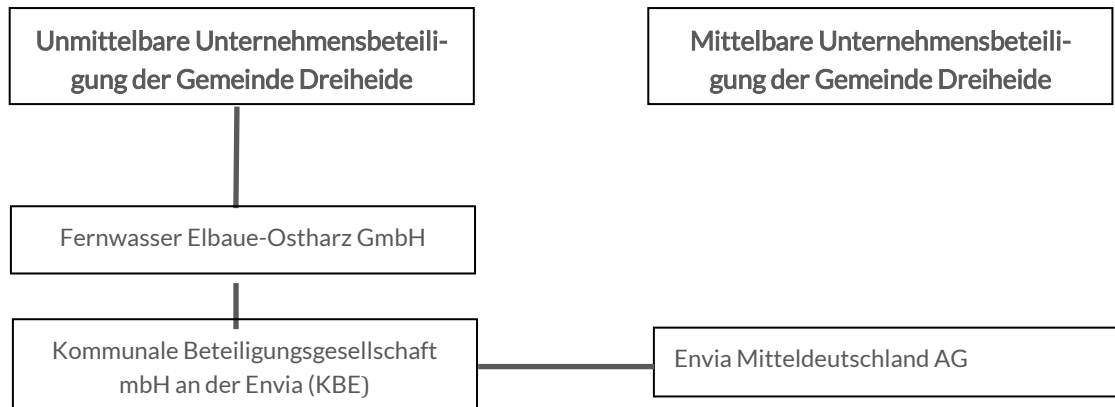 Unmittelbare Unternehmensbeteili-
gung der Gemeinde Dreiheide
Mittelbare Unternehmensbeteili-
gung der Gemeinde Dreiheide
Fernwasser Elbaue-Ostharz GmbH
Kommunale Beteiligungsgesellschaft
mbH an der Envia (KBE)
Envia Mitteldeutschland AG